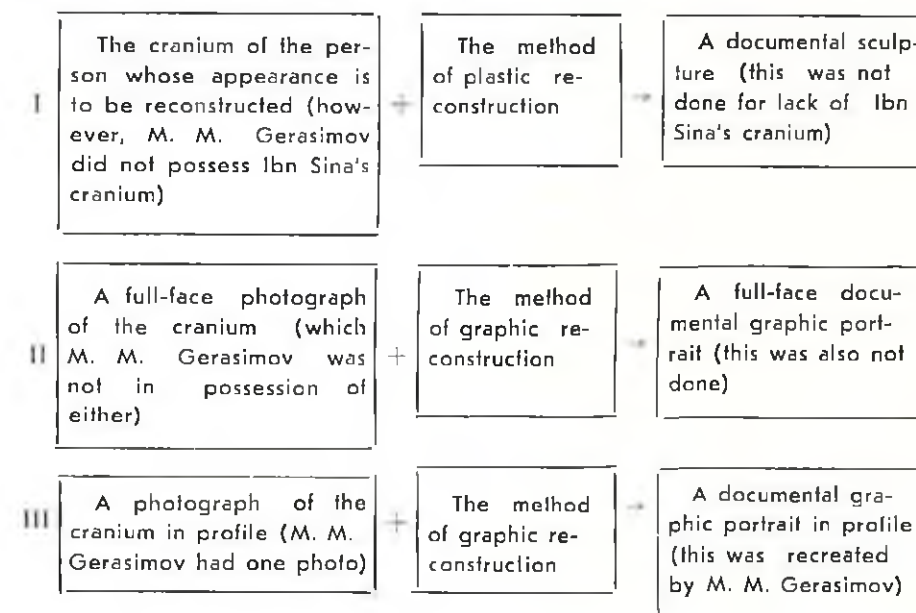 I
The cranium of the per-
son whose appearance is
to be reconstructed (how-
ever, M. M. Gerasimov
did not possess Ibn Sina's
cranium)
+
The method
of plastic re-
construction
→
A documental sculp-
ture (this was not
done for lack of Ibn
Sina's cranium)
II
A full-face photograph
of the cranium (which
M. M. Gerasimov was
not in possession of
either)
+
The method
of graphic re-
construction
→
A full-face docu-
mental graphic port-
rait (this was also not
done)
III
A photograph of the
cranium in profile (M. M.
Gerasimov had one photo)
+
The method
of graphic re-
construction
→
A documental gra-
phic portrait in profile
(this was recreated
by M. M. Gerasimov)